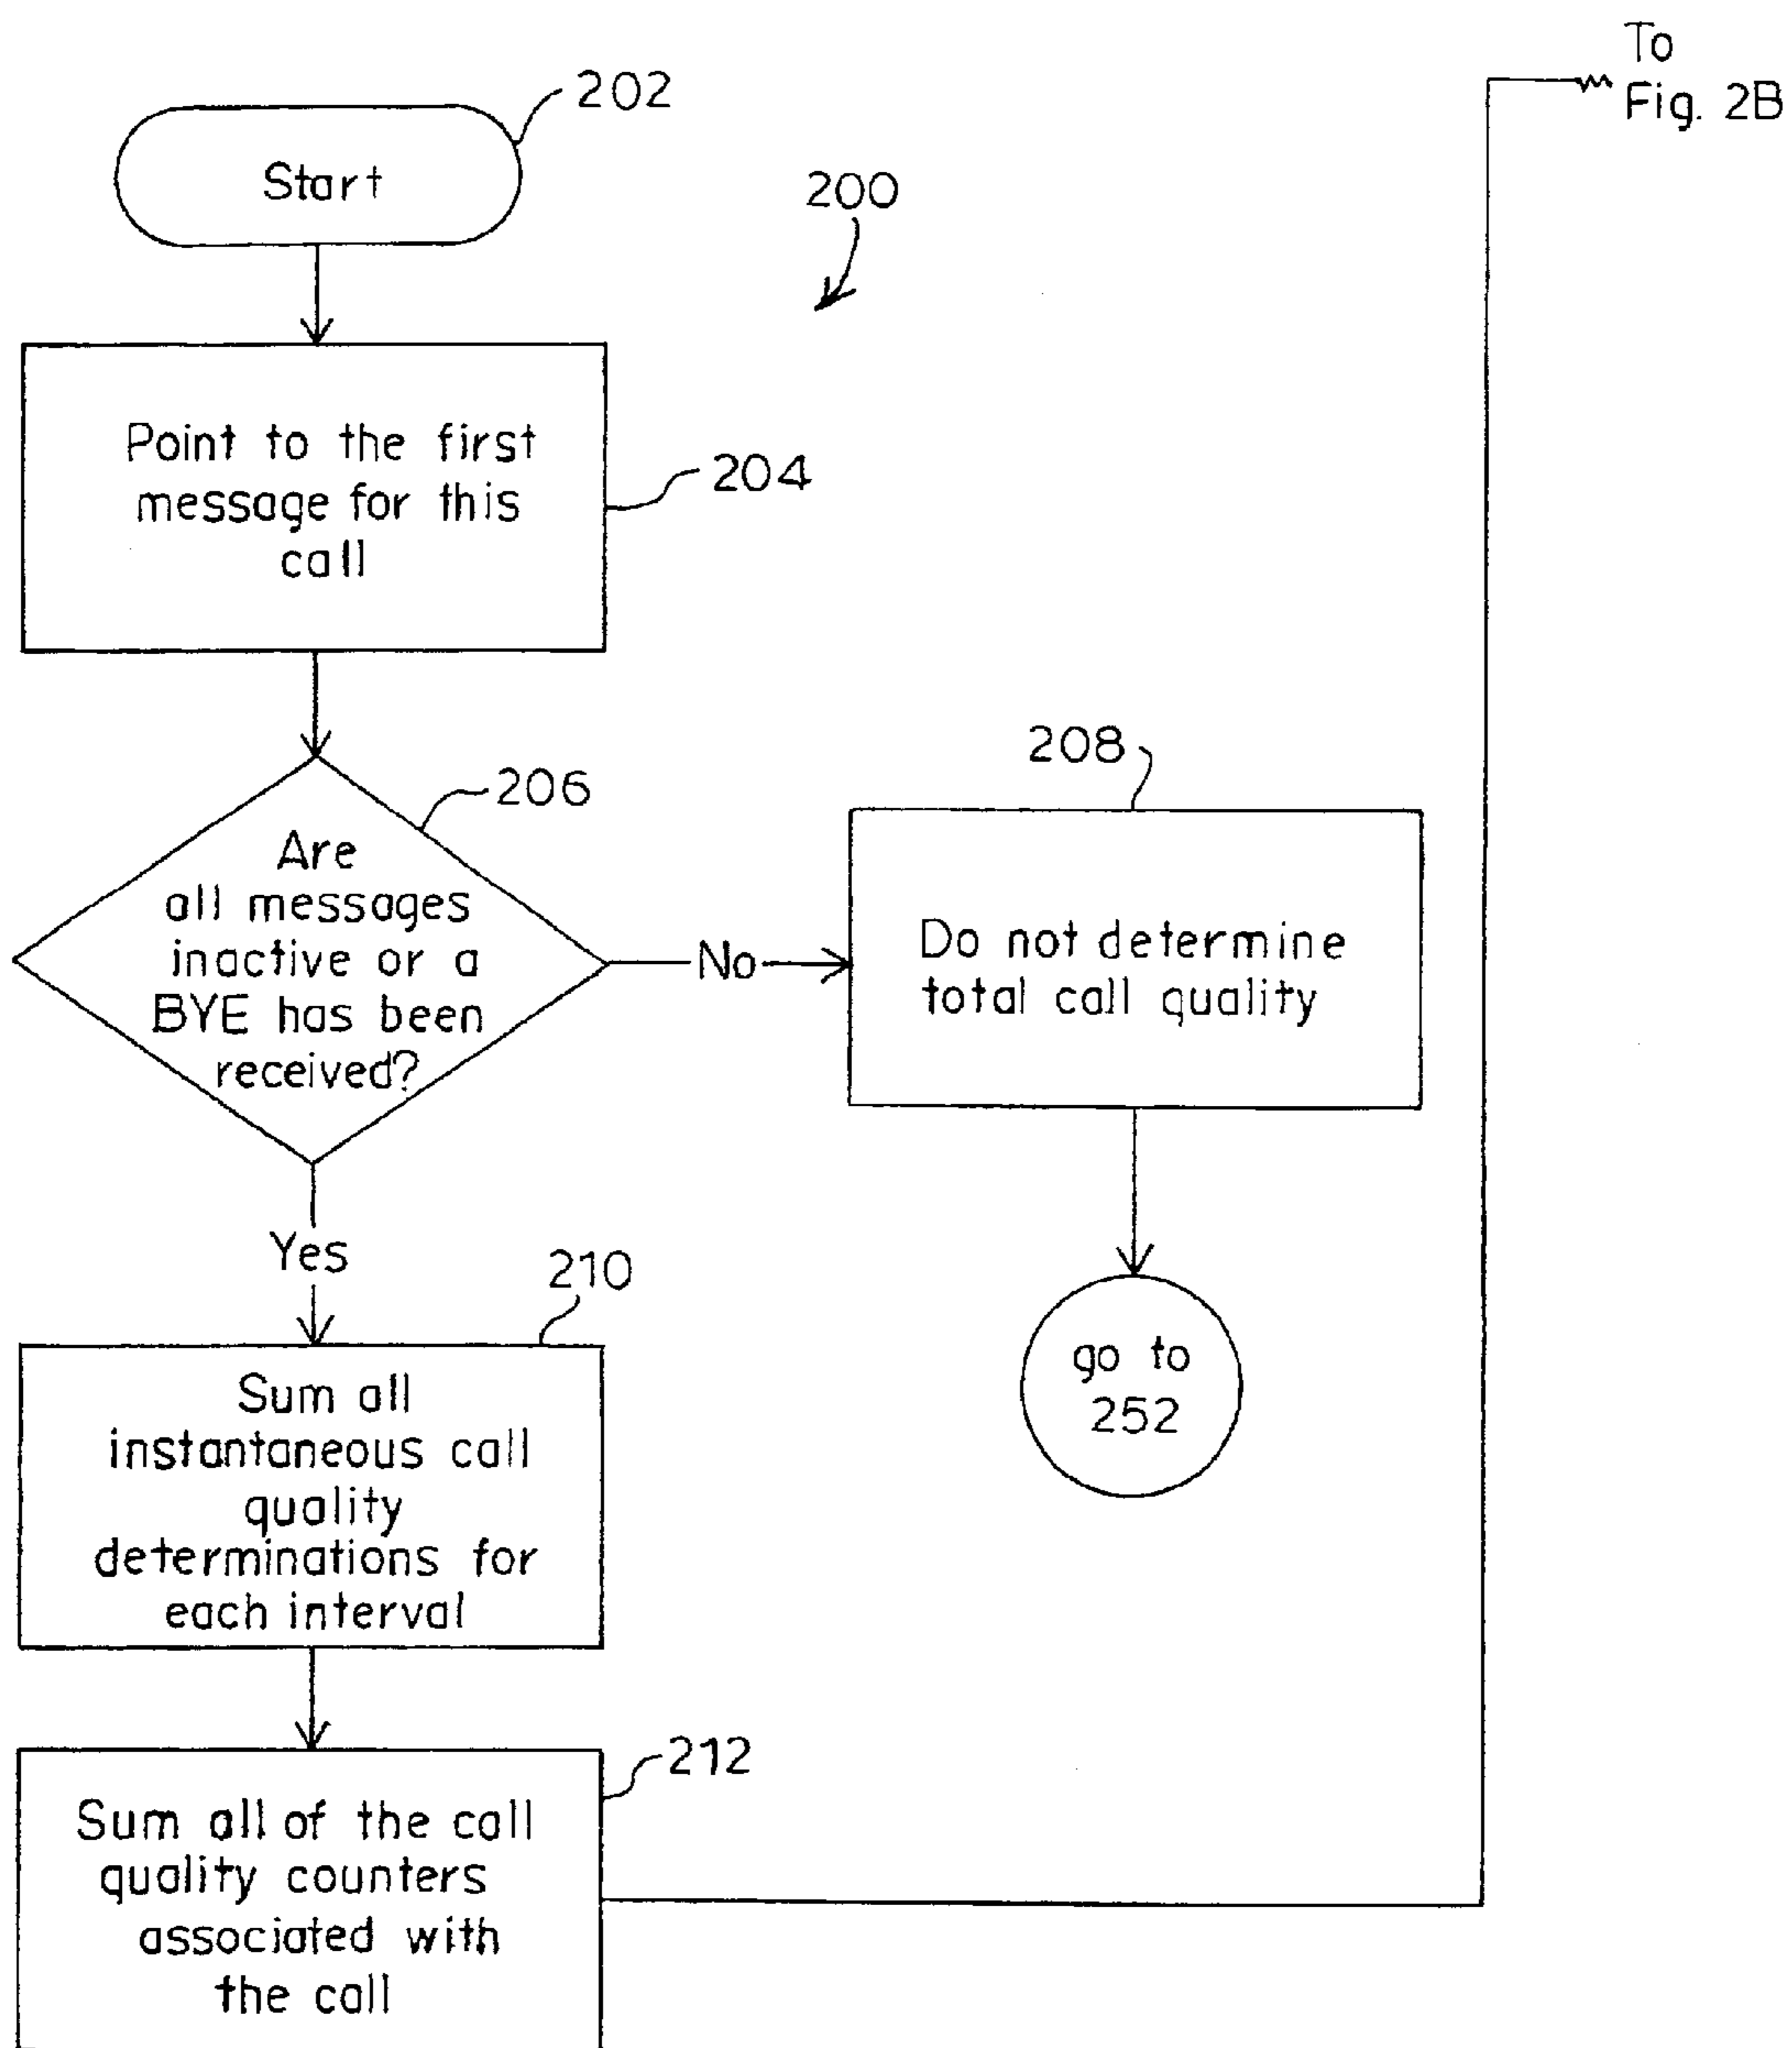 To
Fig. 2B
202
Start
200
Point to the first
message for this
call
204
206
Are
all messages
inactive or a
BYE has been
received?
No
208
Do not determine
total call quality
go to
252
Yes
210
Sum all
instantaneous call
quality
determinations for
each interval
212
Sum all of the call
quality counters
associated with
the call